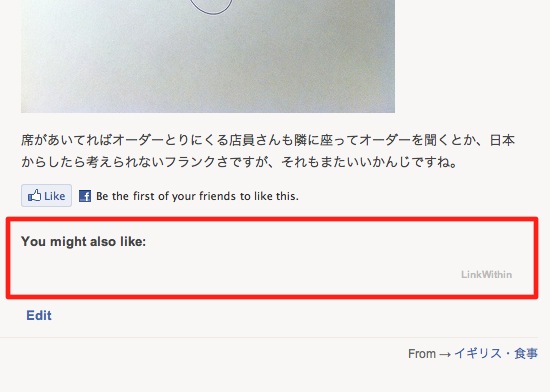 席があいてればオーダーとりにくる店員さんも隣に座ってオーダーを聞くとか、日本
からしたら考えられないフランクさですが、それもまたいいかんじですね。
Like Be the first of your friends to like this.
You might also like:
LinkWithin
Edit
From → イギリス・食事